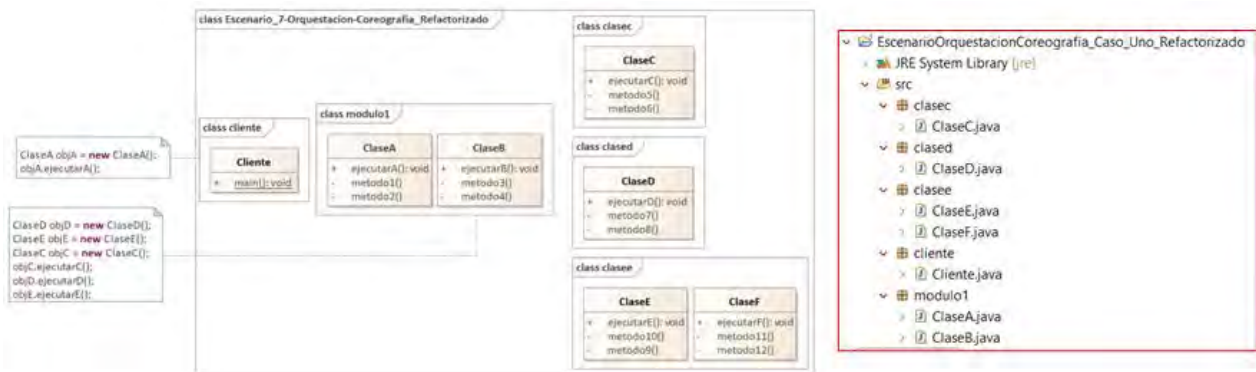 class Escenario_7-Orquestacion-Coreografia_Refactorizado
ClaseA objA = new ClaseA();
objA.ejecutarA();
ClaseD objD = new ClaseD();
ClaseE objE = new ClaseE();
ClaseC objC = new ClaseC();
objC.ejecutarC();
objD.ejecutarD();
objE.ejecutarE();
class cliente
Cliente
+ main(): void
class modulo1
ClaseA
+ ejecutarA(): void
- metodo1()
- metodo2()
ClaseB
+ ejecutarB(): void
- metodo3()
- metodo4()
class clasec
ClaseC
+ ejecutarC(): void
- metodo5()
- metodo6()
class clased
ClaseD
+ ejecutarD(): void
- metodo7()
- metodo8()
class clasee
ClaseE
+ ejecutarE(): void
- metodo10()
- metodo9()
ClaseF
+ ejecutarF(): void
- metodo11()
- metodo12()
EscenarioOrquestacionCoreografia_Caso_Uno_Refactorizado
JRE System Library [jre]
src
clasec
ClaseC.java
clased
ClaseD.java
clasee
ClaseE.java
ClaseF.java
cliente
Cliente.java
modulo1
ClaseA.java
ClaseB.java